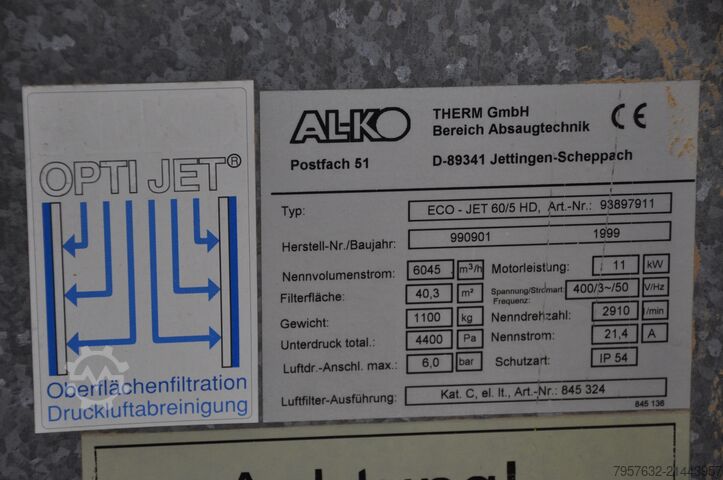 OPTI JET®
Oberflächenfiltration
Druckluftabreinigung
AL-KO
THERM GmbH
Bereich Absaugtechnik
CE
Postfach 51
D-89341 Jettingen-Scheppach
Typ: ECO - JET 60/5 HD, Art.-Nr.: 93897911
Herstell-Nr./Baujahr: 990901 1999
Nennvolumenstrom: 6045 m³/h Motorleistung: 11 kW
Filterfläche: 40,3 m² Spannung/Stromart: Frequenz: 400/3~/50 V/Hz
Gewicht: 1100 kg Nenndrehzahl: 2910 /min
Unterdruck total.: 4400 Pa Nennstrom: 21,4 A
Luftdr.-Anschl. max.: 6,0 bar Schutzart: IP 54
Luftfilter-Ausführung: Kat. C, el. lt., Art-Nr.: 845 324
845 136
7957632-21443957